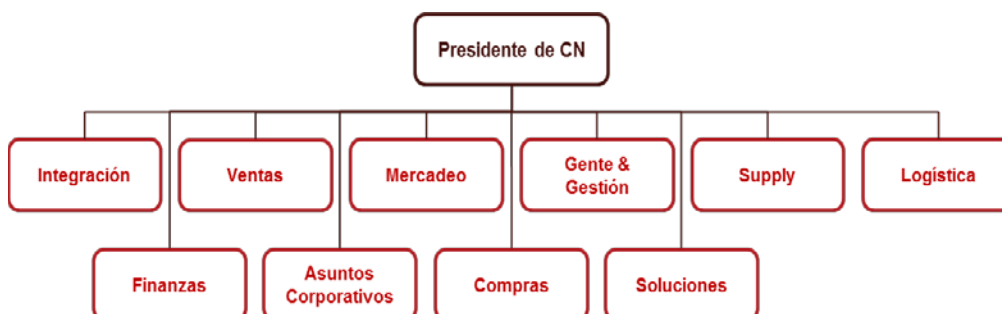 Presidente de CN
Integración
Ventas
Mercadeo
Gente &
Gestión
Supply
Logística
Finanzas
Asuntos
Corporativos
Compras
Soluciones